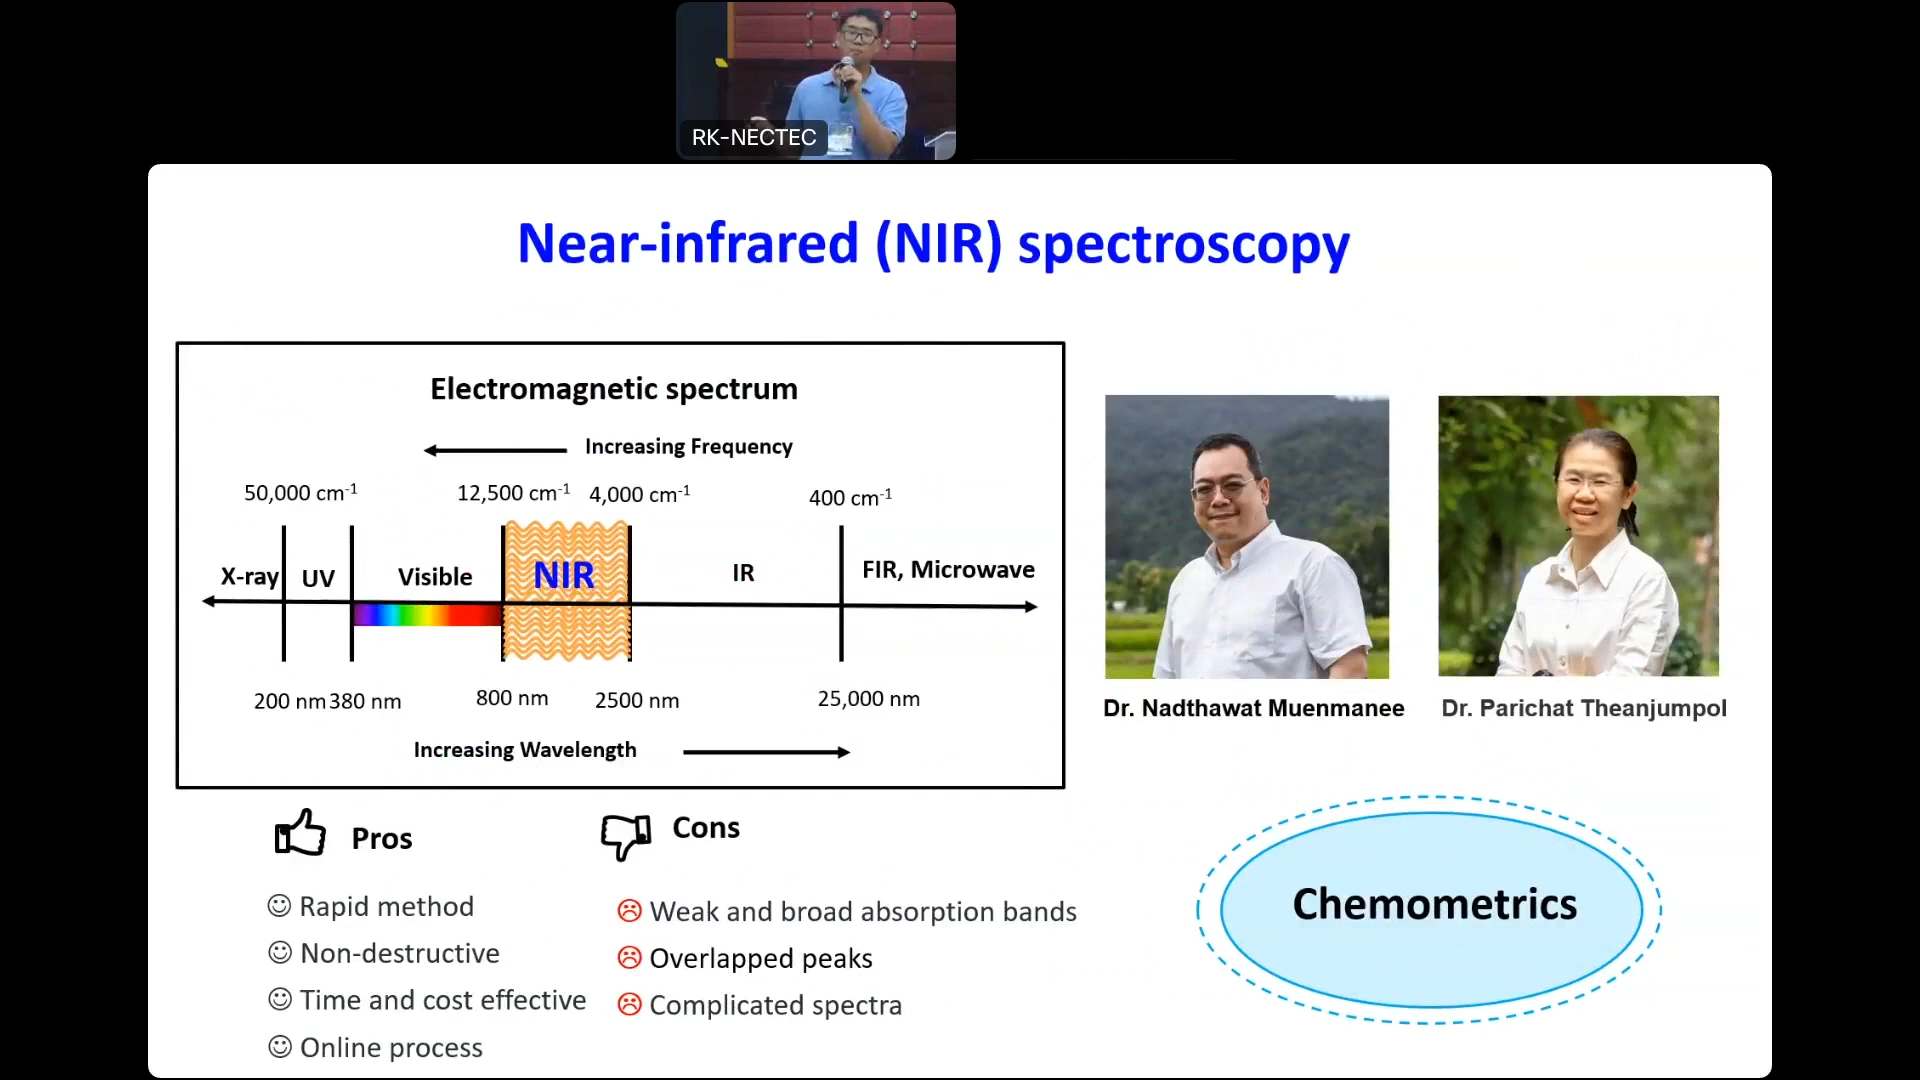 RK-NECTEC
Near-infrared (NIR) spectroscopy
Electromagnetic spectrum
Increasing Frequency
50,000 cm-1 12,500 cm-1 4,000 cm-1 400 cm-1
X-ray UV Visible NIR IR FIR, Microwave
200 nm 380 nm 800 nm 2500 nm 25,000 nm
Increasing Wavelength
Dr. Nadthawat Muenmanee
Dr. Parichat Theanjumpol
Pros
Rapid method
Non-destructive
Time and cost effective
Online process
Cons
Weak and broad absorption bands
Overlapped peaks
Complicated spectra
Chemometrics